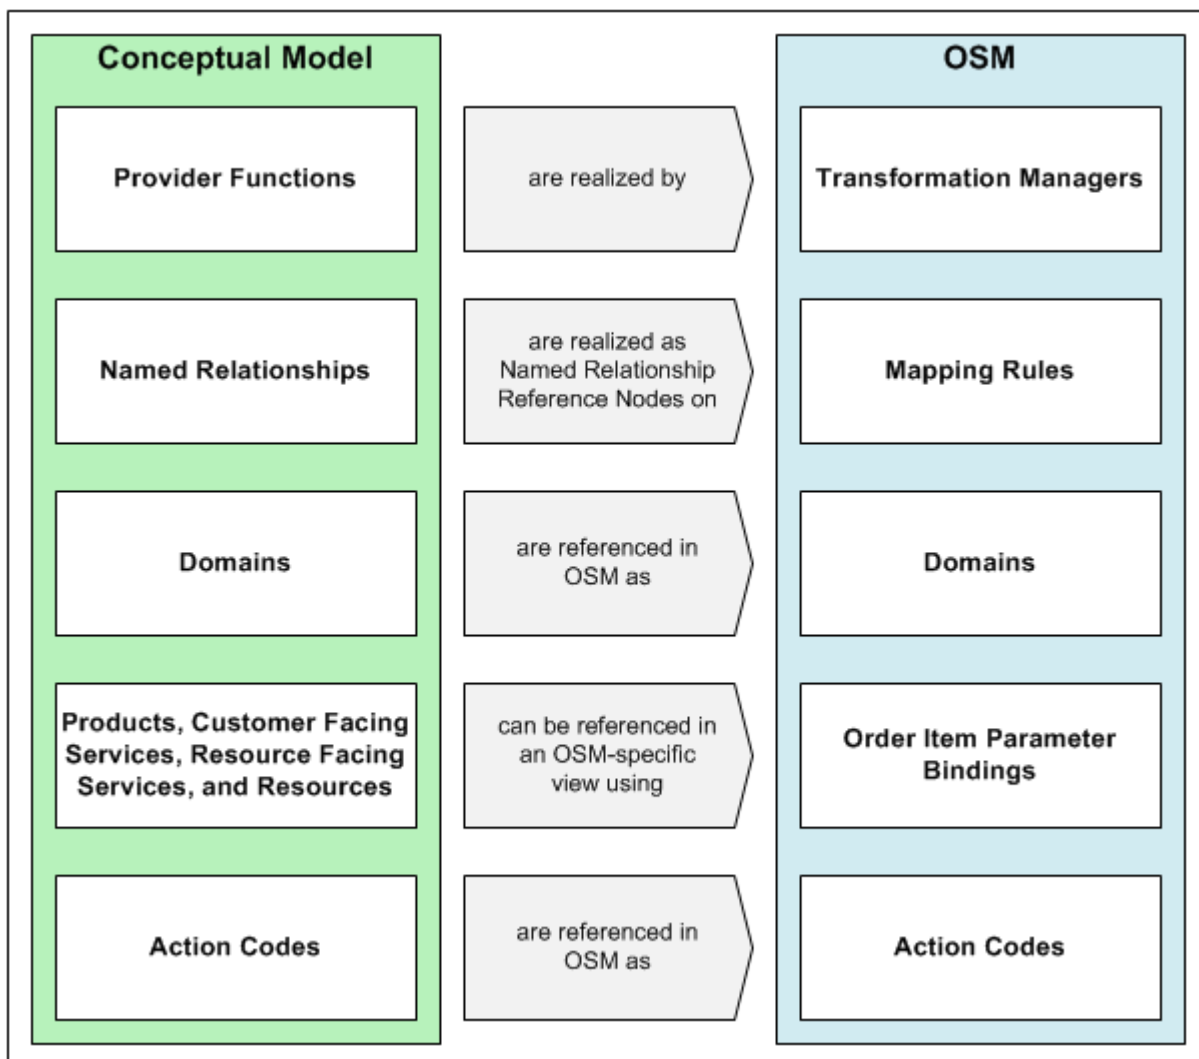 Conceptual Model
OSM
Provider Functions
are realized by
Transformation Managers
Named Relationships
are realized as
Named Relationship
Reference Nodes on
Mapping Rules
Domains
are referenced in
OSM as
Domains
Products, Customer Facing
Services, Resource Facing
Services, and Resources
can be referenced in
an OSM-specific
view using
Order Item Parameter
Bindings
Action Codes
are referenced in
OSM as
Action Codes